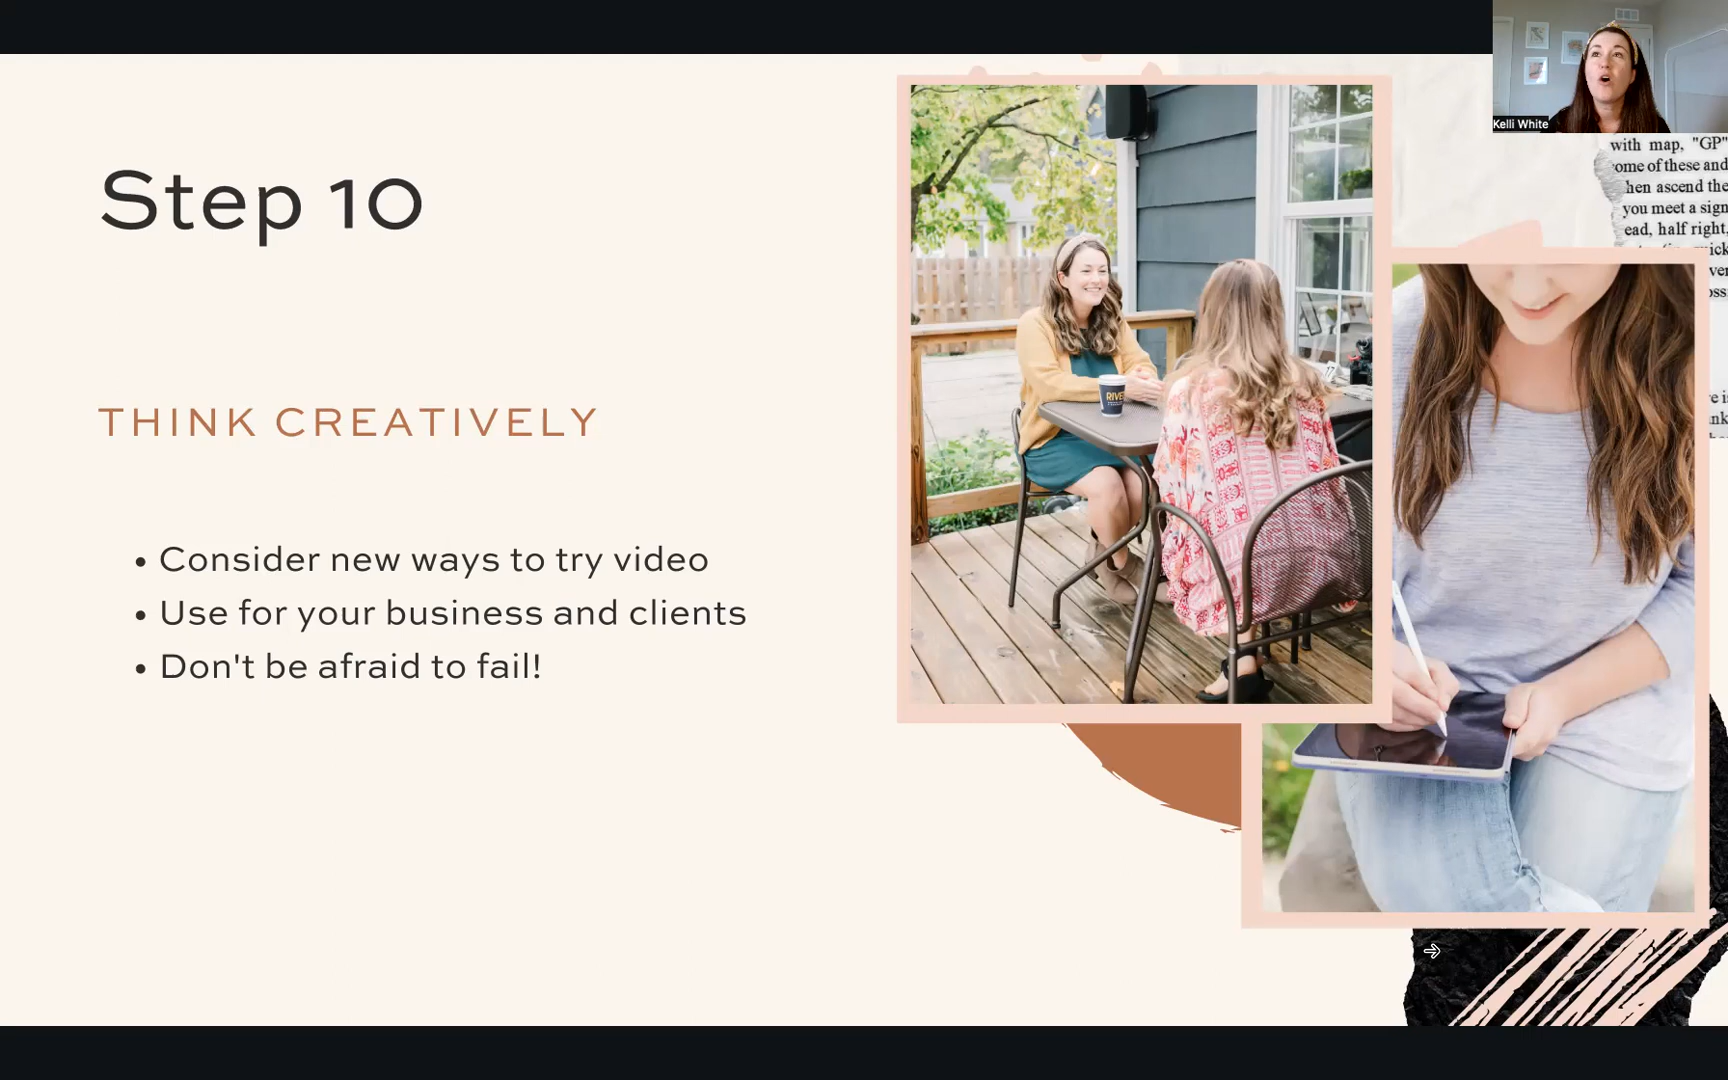 Kelli White
with map, "GP"
ome of these and
hen ascend the
you meet a sign
ead, half right,
Step 10
THINK CREATIVELY
• Consider new ways to try video
• Use for your business and clients
• Don't be afraid to fail!
RIVE